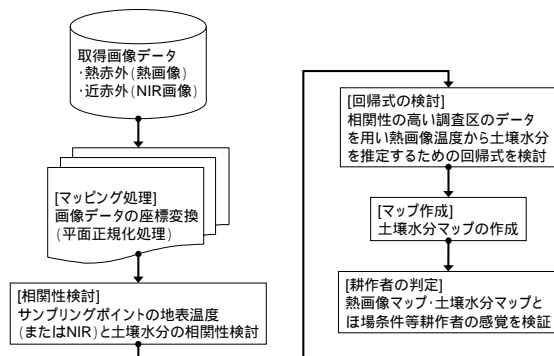 取得画像データ
･熱赤外(熱画像)
･近赤外(NIR画像)
[マッピング処理]
画像データの座標変換
(平面正規化処理)
[相関性検討]
サンプリングポイントの地表温度
(またはNIR)と土壌水分の相関性検討
[回帰式の検討]
相関性の高い調査区のデータ
を用い熱画像温度から土壌水分
を推定するための回帰式を検討
[マップ作成]
土壌水分マップの作成
[耕作者の判定]
熱画像マップ･土壌水分マップと
ほ場条件等耕作者の感覚を検証